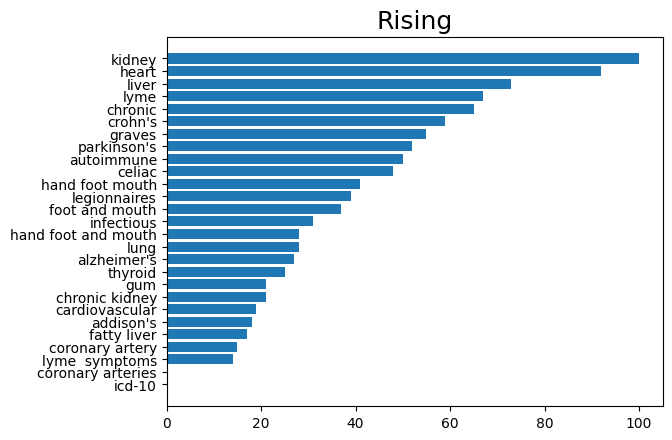 Rising
kidney
heart
liver
lyme
chronic
crohn's
graves
parkinson's
autoimmune
celiac
hand foot mouth
legionnaires
foot and mouth
infectious
hand foot and mouth
lung
alzheimer's
thyroid
gum
chronic kidney
cardiovascular
addison's
fatty liver
coronary artery
lyme  symptoms
coronary arteries
icd-10
0 20 40 60 80 100